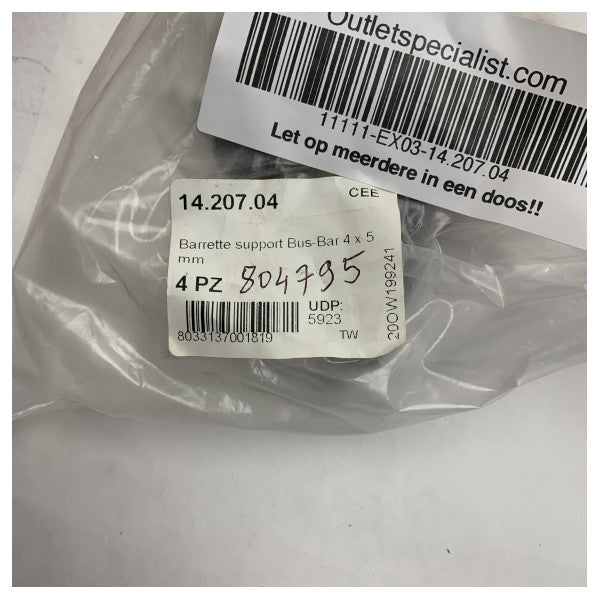 Outletspecialist.com
11111-EX03-14.207.04
Let op meerdere in een doos!!
14.207.04
CEE
Barrette support Bus-Bar 4 x 5
mm
4 PZ 804795
UDP:
5923
8033137001819
TW
20OW199241